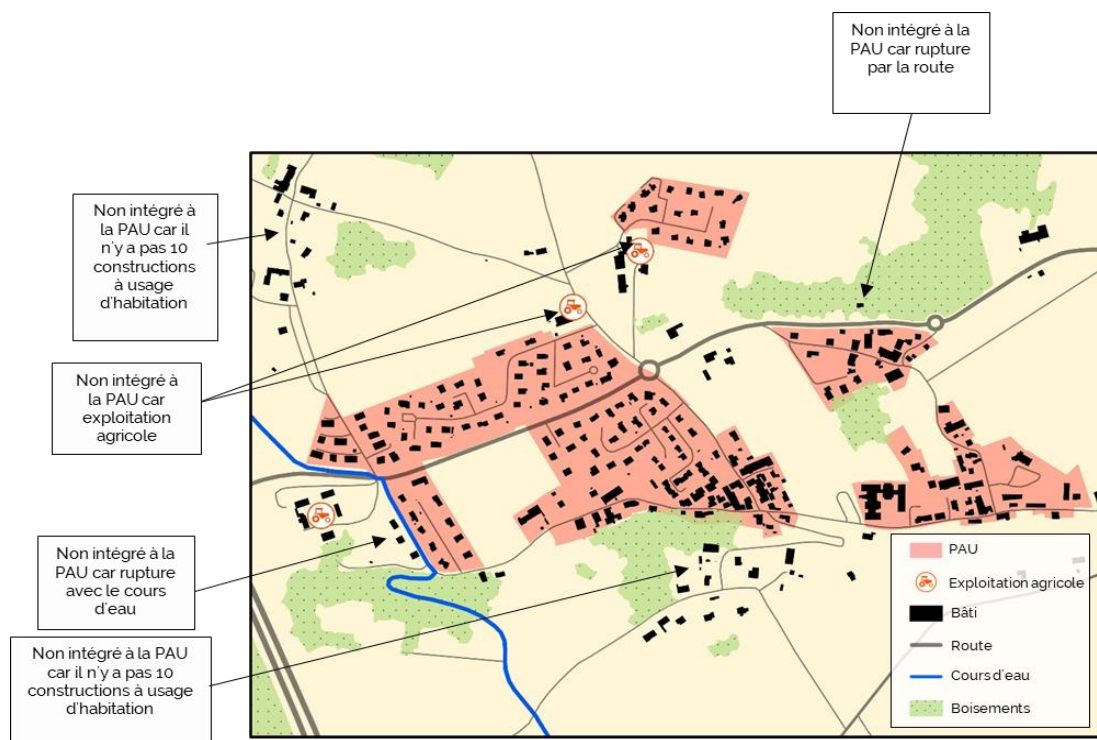 Non intégré à la
PAU car rupture
par la route
Non intégré à
la PAU car il
n'y a pas 10
constructions
à usage
d'habitation
Non intégré à
la PAU car
exploitation
agricole
Non intégré à la
PAU car rupture
avec le cours
d'eau
Non intégré à la PAU
car il n'y a pas 10
constructions à usage
d'habitation
PAU
Exploitation agricole
Bâti
Route
Cours d'eau
Boisements